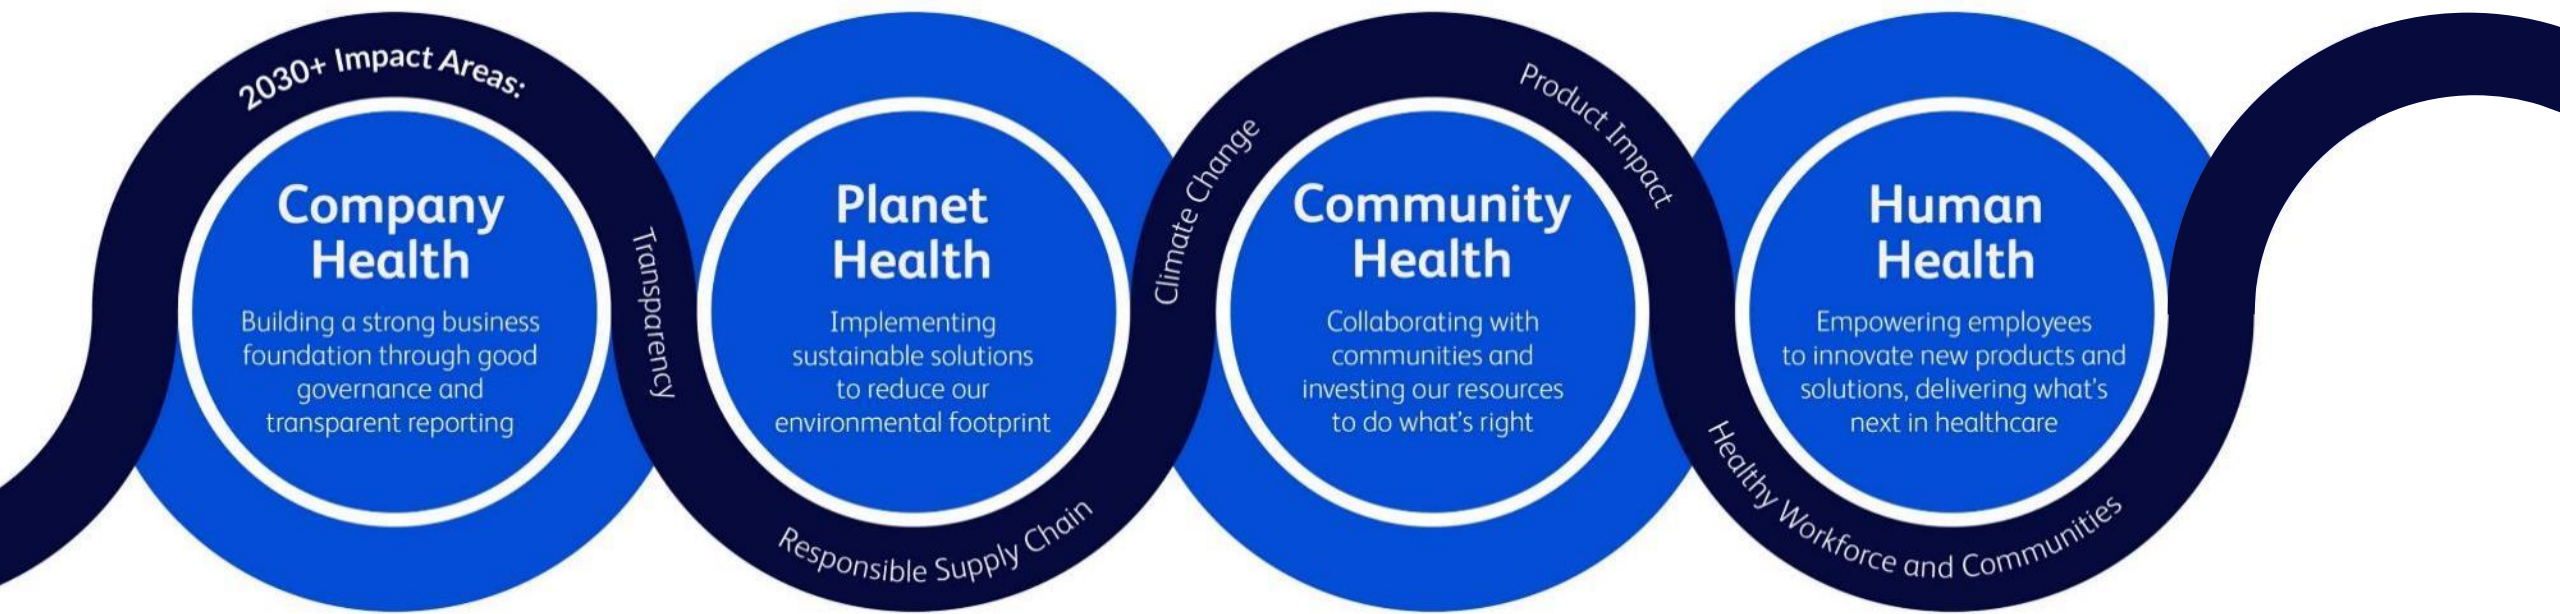 2030+ Impact Areas:
Company
Health
Building a strong business
foundation through good
governance and
transparent reporting
Transparency
Planet
Health
Implementing
sustainable solutions
to reduce our
environmental footprint
Responsible Supply Chain
Climate Change
Community
Health
Collaborating with
communities and
investing our resources
to do what's right
Product Impact
Human
Health
Empowering employees
to innovate new products and
solutions, delivering what's
next in healthcare
Healthy Workforce and Communities